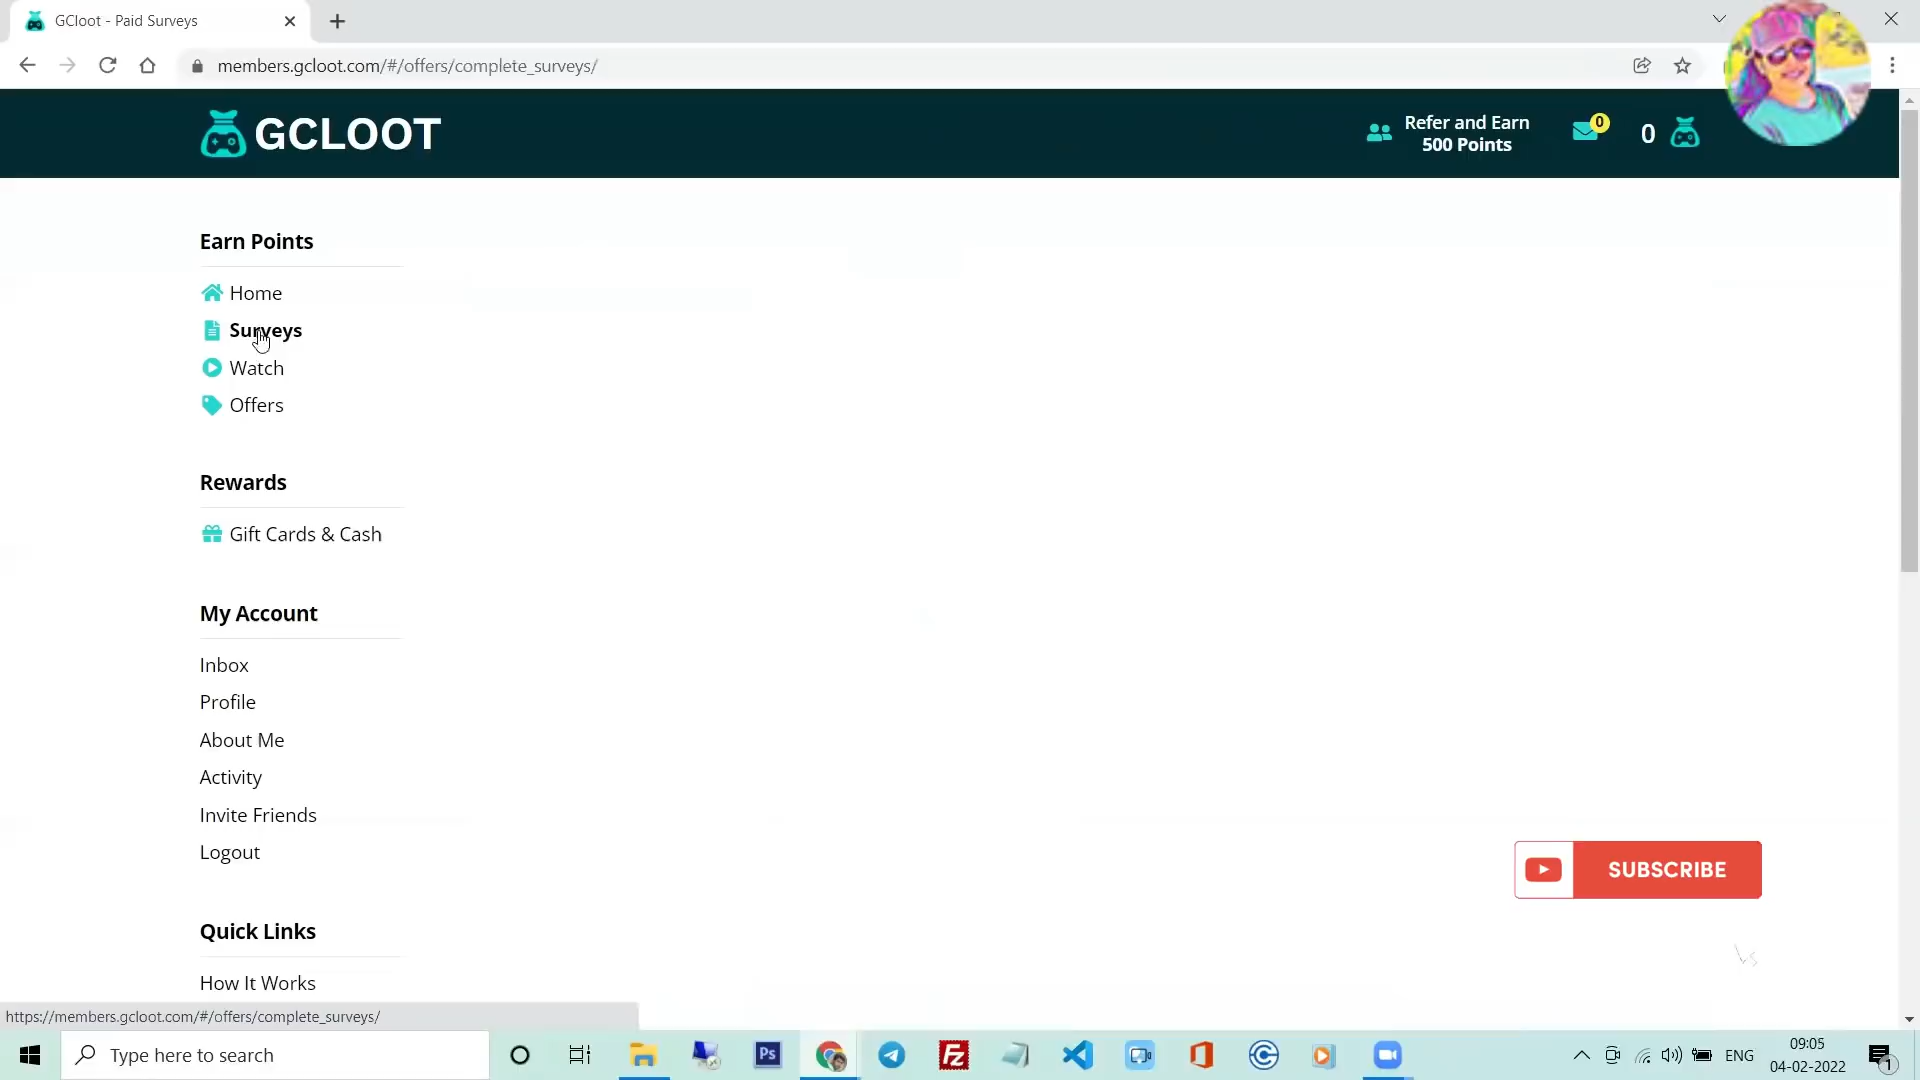 GCloot - Paid Surveys
members.gcloot.com/#/offers/complete_surveys/
GCLOOT
Refer and Earn
500 Points
0
0
Earn Points
Home
Surveys
Watch
Offers
Rewards
Gift Cards & Cash
My Account
Inbox
Profile
About Me
Activity
Invite Friends
Logout
SUBSCRIBE
Quick Links
How It Works
https://members.gcloot.com/#/offers/complete_surveys/
Type here to search
Ps
Fz
ENG
09:05
04-02-2022
1